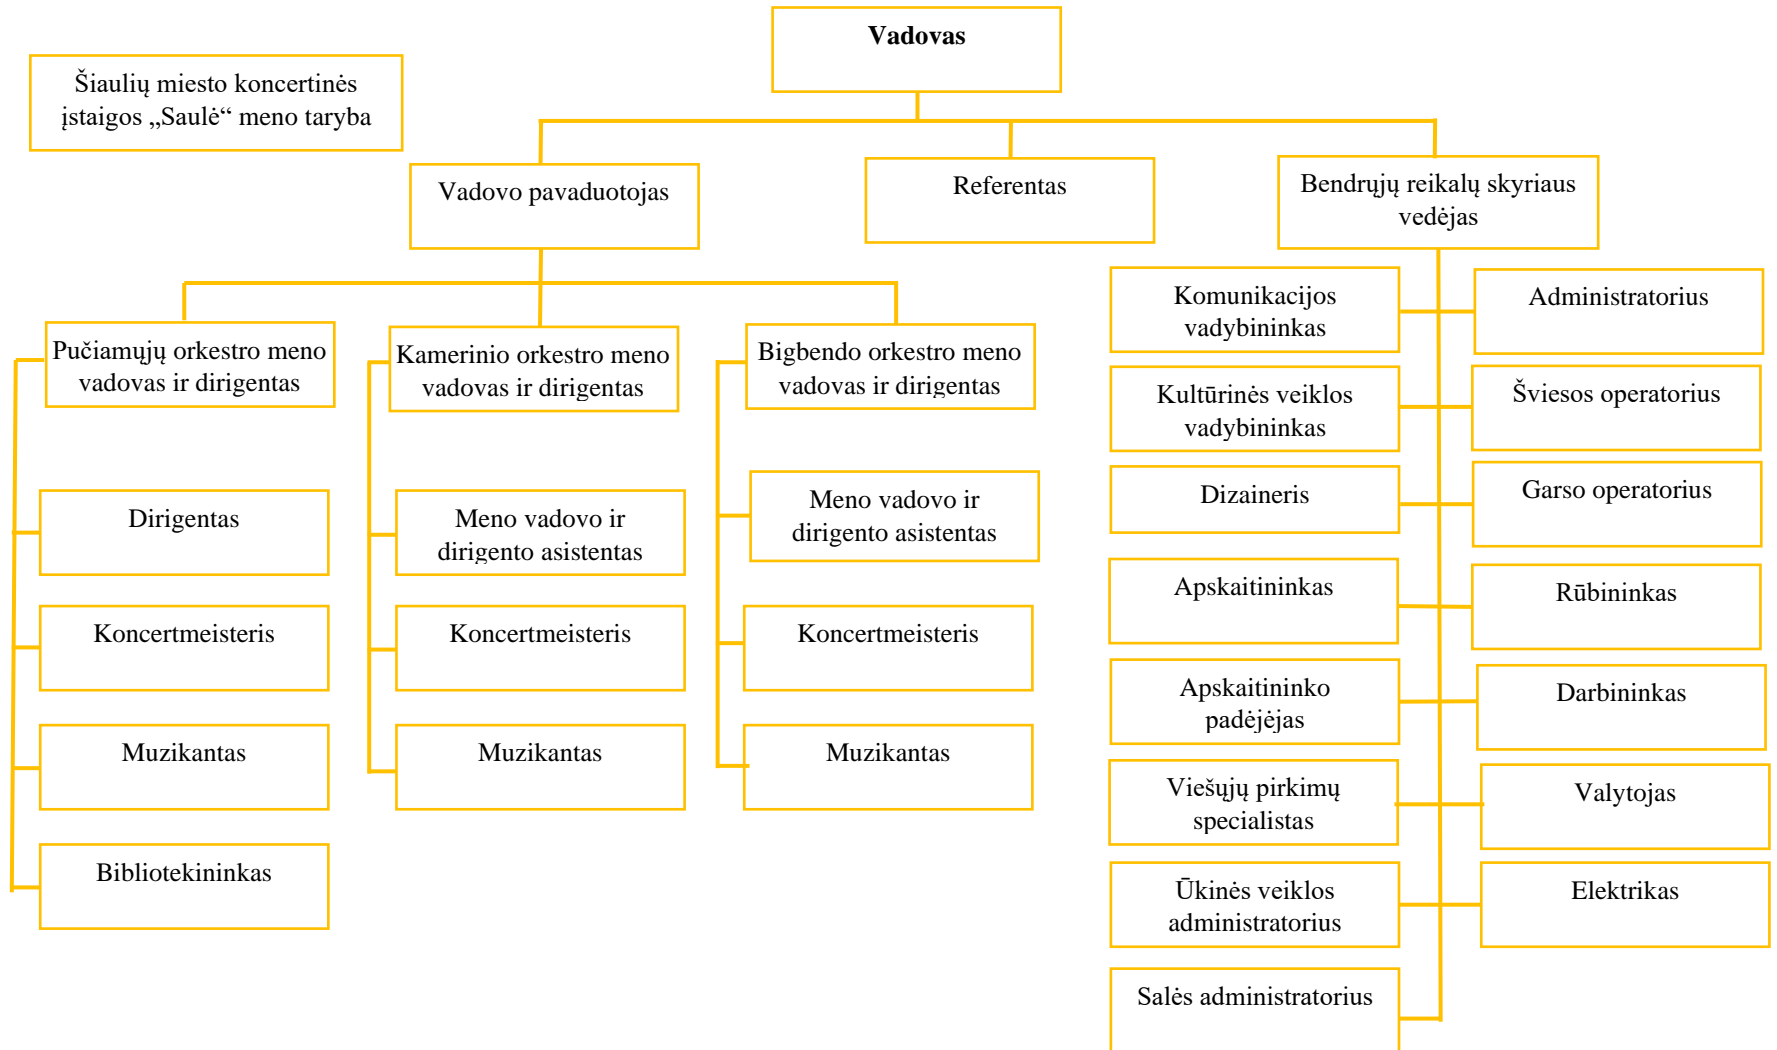 Vadovas
Šiaulių miesto koncertinės
įstaigos „Saulė“ meno taryba
Vadovo pavaduotojas
Referentas
Bendrųjų reikalų skyriaus
vedėjas
Pučiamųjų orkestro meno
vadovas ir dirigentas
Dirigentas
Koncertmeisteris
Muzikantas
Bibliotekininkas
Kamerinio orkestro meno
vadovas ir dirigentas
Meno vadovo ir
dirigento asistentas
Koncertmeisteris
Muzikantas
Bigbendo orkestro meno
vadovas ir dirigentas
Meno vadovo ir
dirigento asistentas
Koncertmeisteris
Muzikantas
Komunikacijos
vadybininkas
Kultūrinės veiklos
vadybininkas
Dizaineris
Apskaitininkas
Apskaitininko
padėjėjas
Viešųjų pirkimų
specialistas
Ūkinės veiklos
administratorius
Salės administratorius
Administratorius
Šviesos operatorius
Garso operatorius
Rūbininkas
Darbininkas
Valytojas
Elektrikas